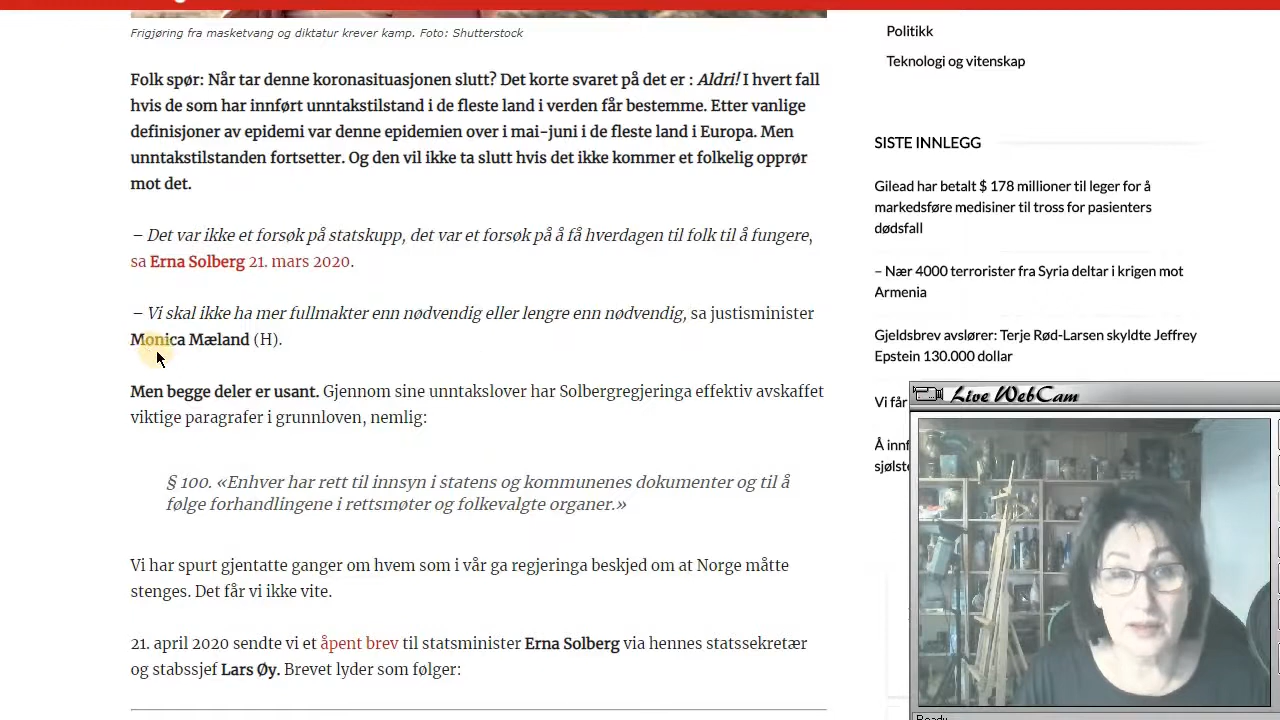 Frigjøring fra masketvang og diktatur krever kamp. Foto: Shutterstock
Folk spør: Når tar denne koronasituasjonen slutt? Det korte svaret på det er : Aldri! I hvert fall
hvis de som har innført unntakstilstand i de fleste land i verden får bestemme. Etter vanlige
definisjoner av epidemi var denne epidemien over i mai-juni i de fleste land i Europa. Men
unntakstilstanden fortsetter. Og den vil ikke ta slutt hvis det ikke kommer et folkelig opprør
mot det.
– Det var ikke et forsøk på statskupp, det var et forsøk på å få hverdagen til folk til å fungere,
sa Erna Solberg 21. mars 2020.
– Vi skal ikke ha mer fullmakter enn nødvendig eller lengre enn nødvendig, sa justisminister
Monica Mæland (H).
Men begge deler er usant. Gjennom sine unntakslover har Solbergregjeringa effektiv avskaffet
viktige paragrafer i grunnloven, nemlig:
§ 100. «Enhver har rett til innsyn i statens og kommunenes dokumenter og til å
følge forhandlingene i rettsmøter og folkevalgte organer.»
Vi har spurt gjentatte ganger om hvem som i vår ga regjeringa beskjed om at Norge måtte
stenges. Det får vi ikke vite.
21. april 2020 sendte vi et åpent brev til statsminister Erna Solberg via hennes statssekretær
og stabssjef Lars Øy. Brevet lyder som følger:
Politikk
Teknologi og vitenskap
SISTE INNLEGG
Gilead har betalt $ 178 millioner til leger for å
markedsføre medisiner til tross for pasienters
dødsfall
– Nær 4000 terrorister fra Syria deltar i krigen mot
Armenia
Gjeldsbrev avslører: Terje Rød-Larsen skyldte Jeffrey
Epstein 130.000 dollar
Vi får
Å innf
sjølste
Live WebCam